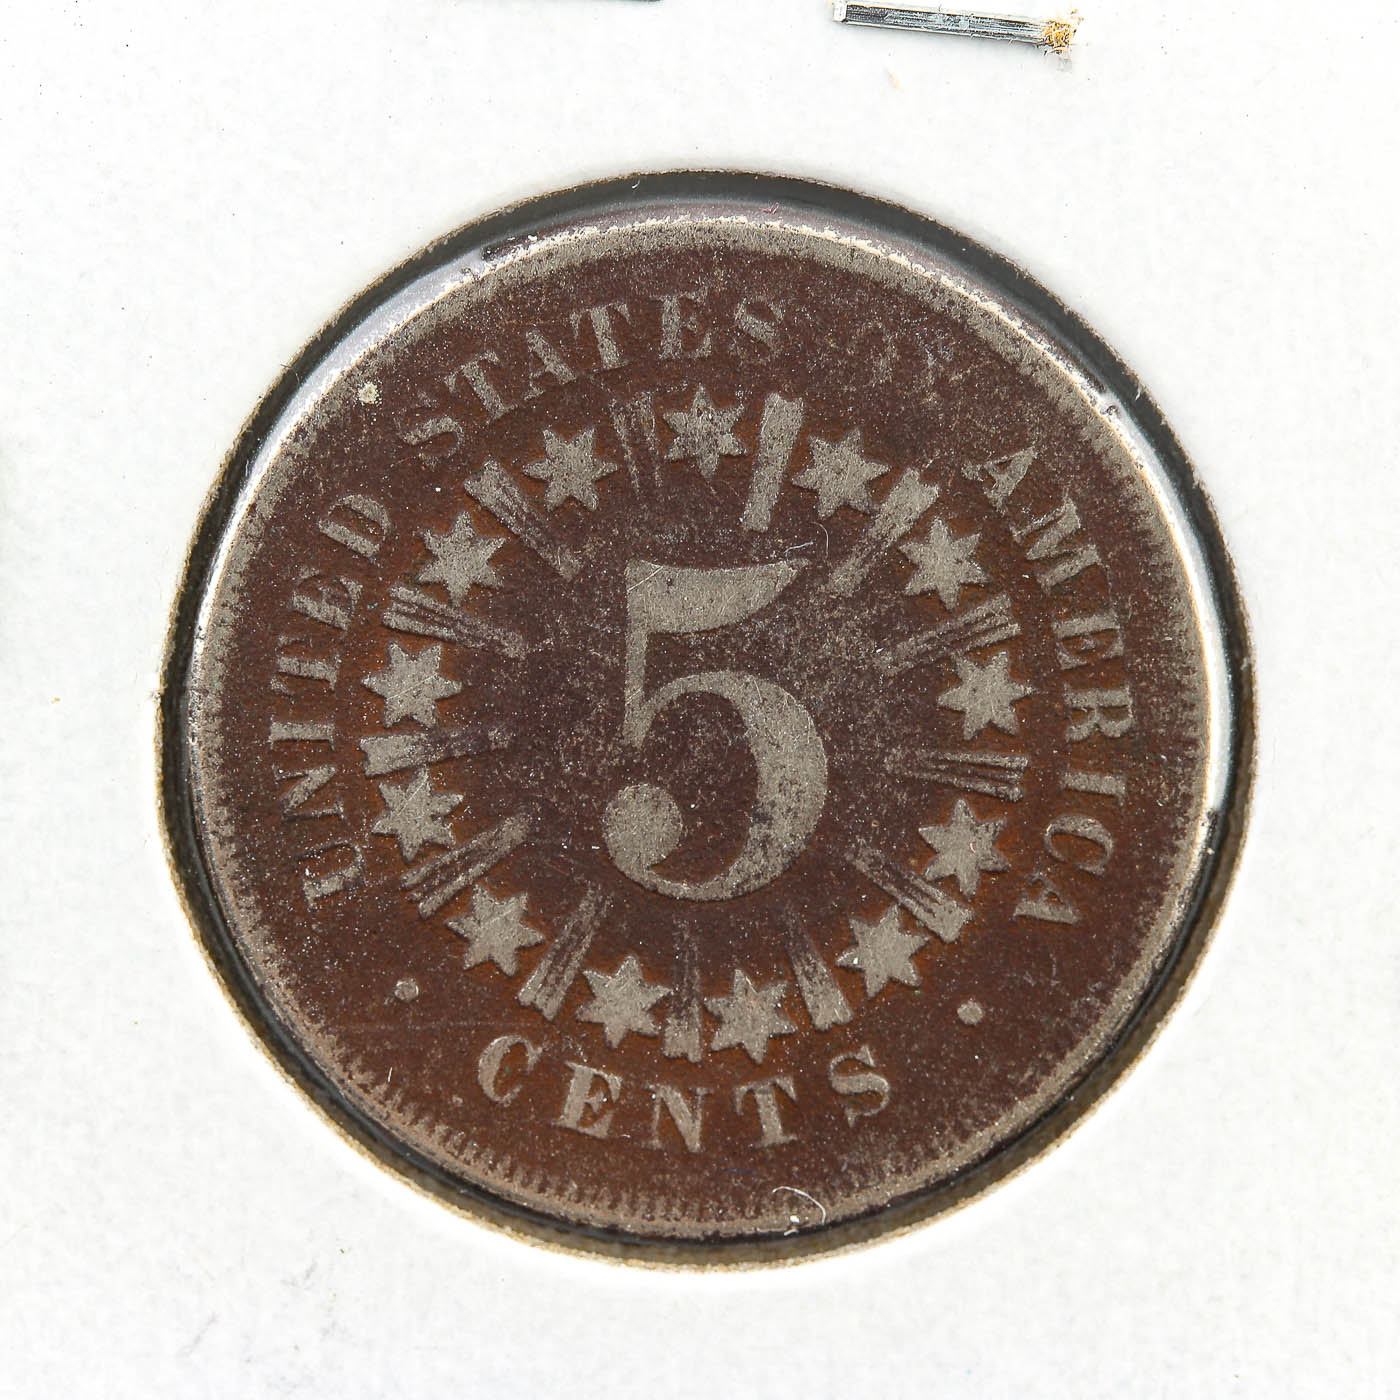 UNITED STATES OF AMERICA
5
CENTS